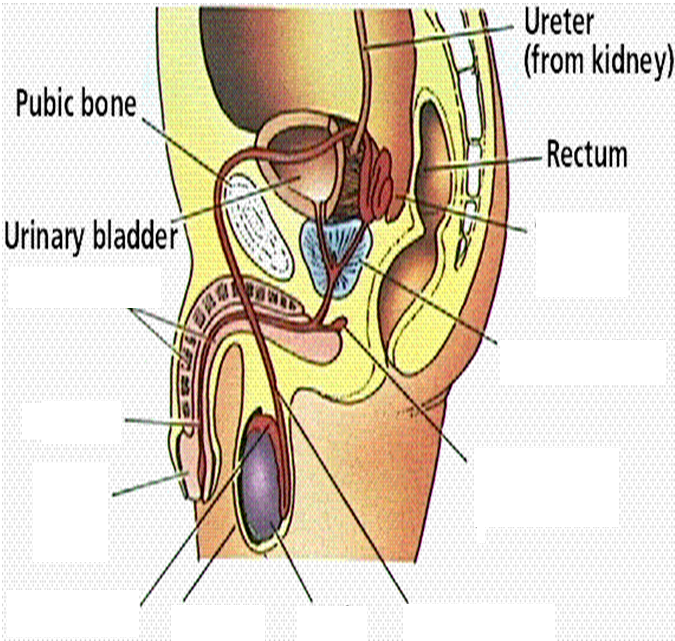 Ureter
(from kidney)
Pubic bone
Rectum
Urinary bladder